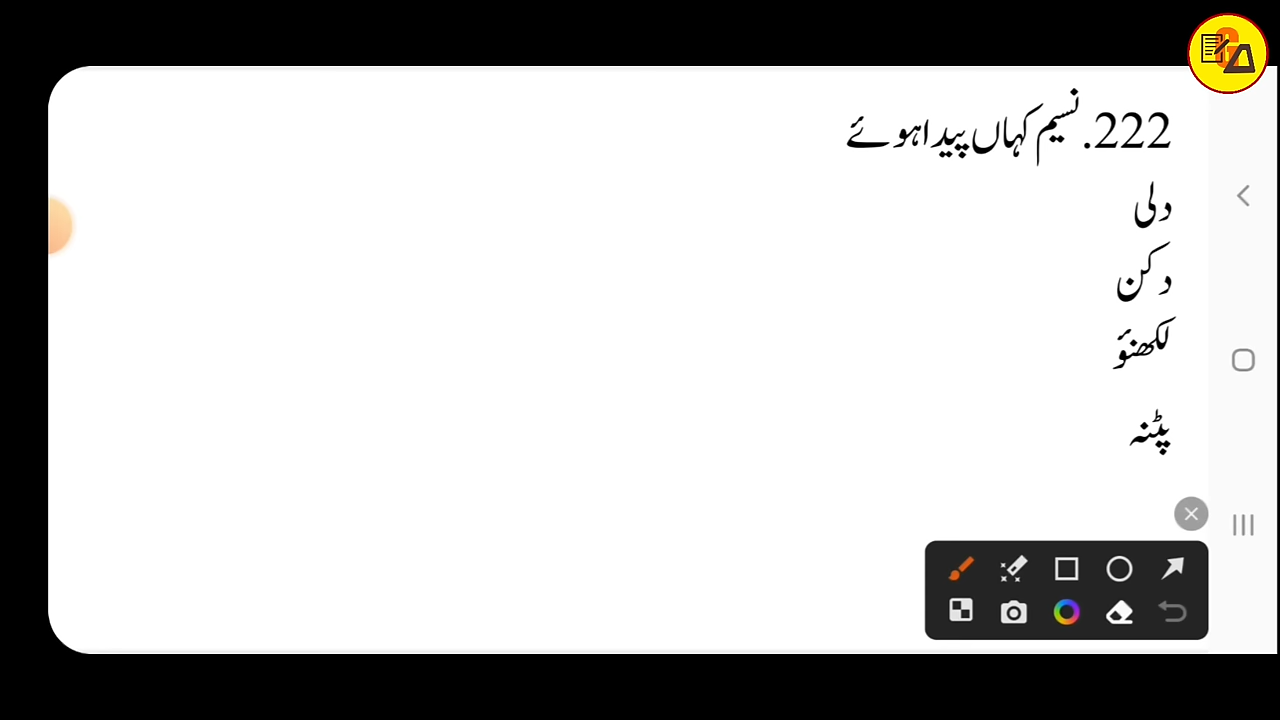 222. نسیم کہاں پیدا ہوئے
دلی
دکن
لکھنؤ
پٹنہ